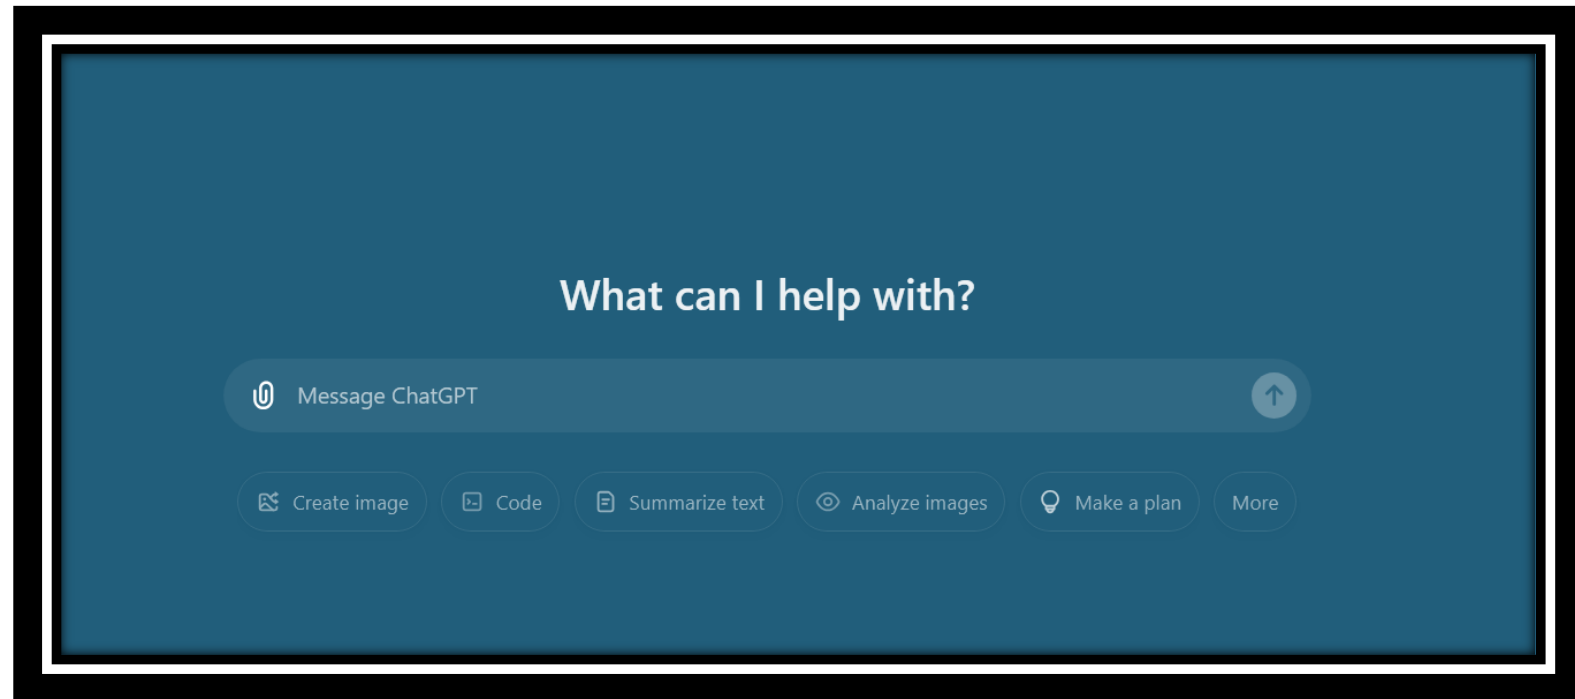 What can I help with?
Message ChatGPT
Create image Code Summarize text Analyze images Make a plan More